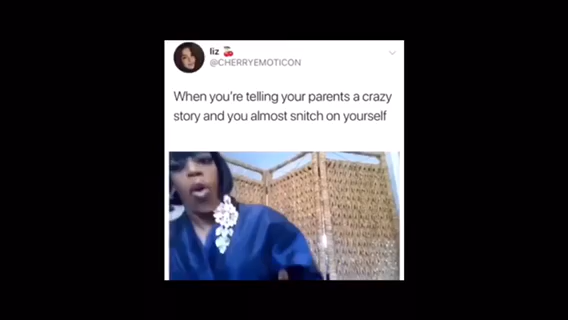 liz 🍒
@CHERRYEMOTICON
When you're telling your parents a crazy
story and you almost snitch on yourself